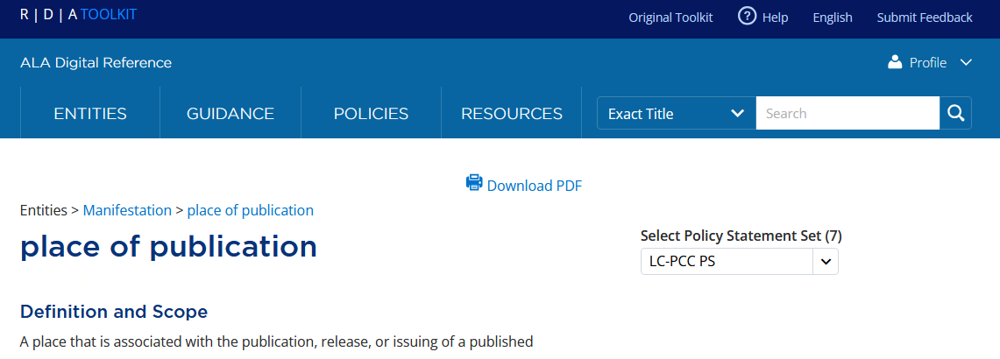 R | D | A TOOLKIT
Original Toolkit
? Help
English
Submit Feedback
ALA Digital Reference
Profile
ENTITIES
GUIDANCE
POLICIES
RESOURCES
Exact Title
Search
Download PDF
Entities > Manifestation > place of publication
place of publication
Select Policy Statement Set (7)
LC-PCC PS
Definition and Scope
A place that is associated with the publication, release, or issuing of a published